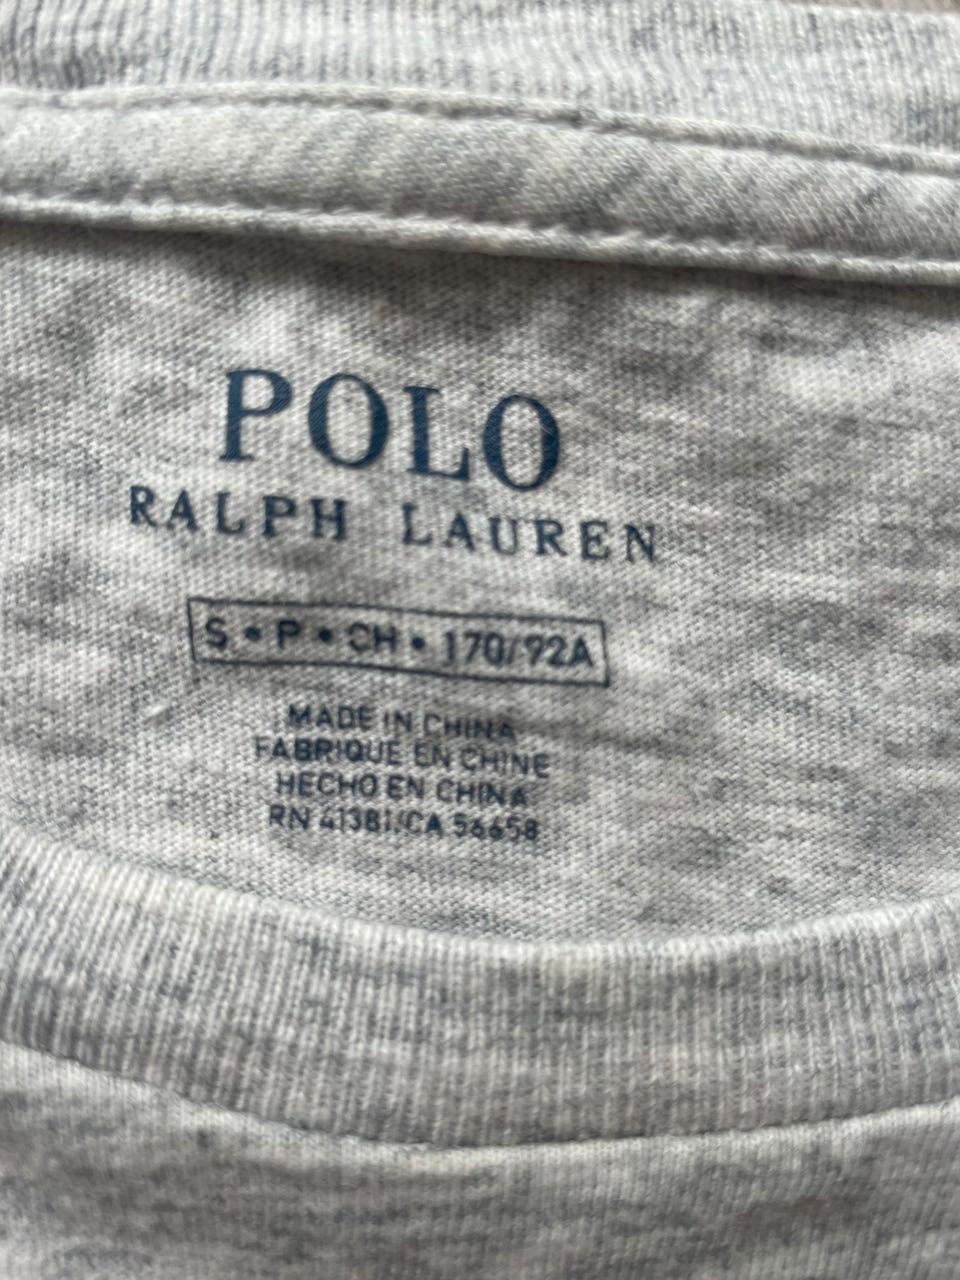 POLO
RALPH LAUREN
S • P • CH • 170/92A
MADE IN CHINA
FABRIQUE EN CHINE
HECHO EN CHINA
RN 41381/CA 56658